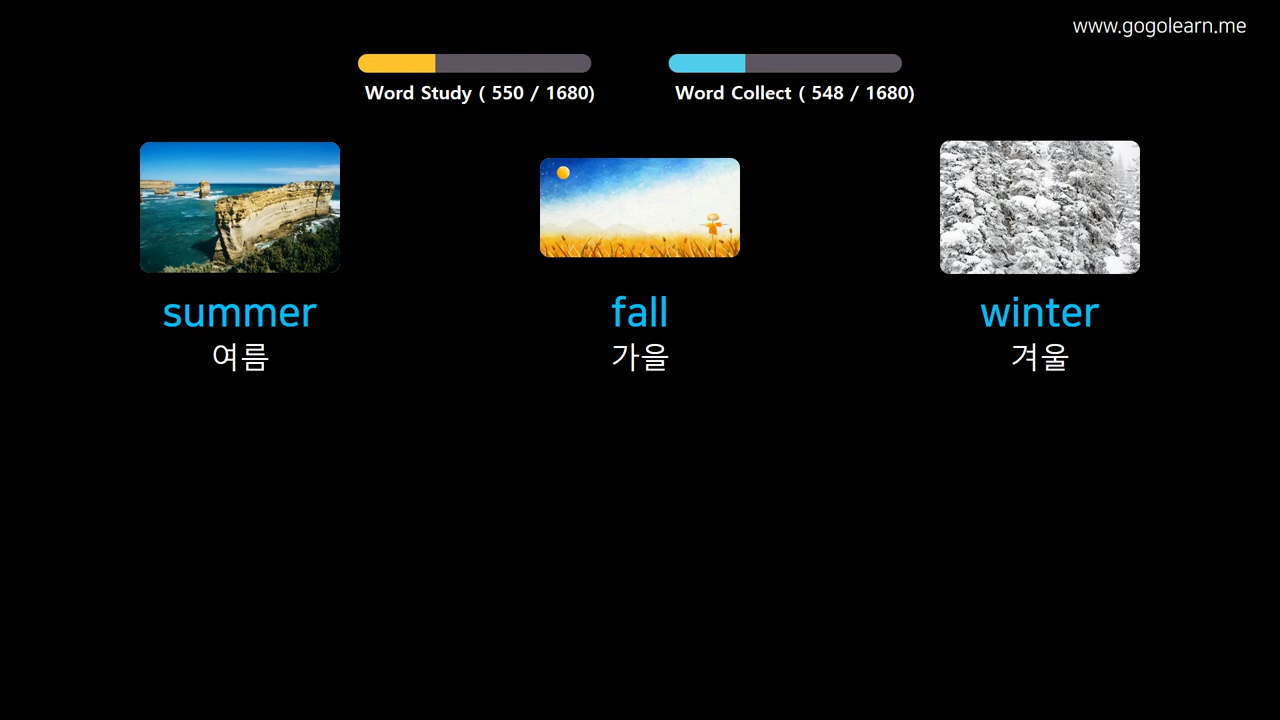 www.gogolearn.me
Word Study ( 550 / 1680)
Word Collect ( 548 / 1680)
summer
여름
fall
가을
winter
겨울